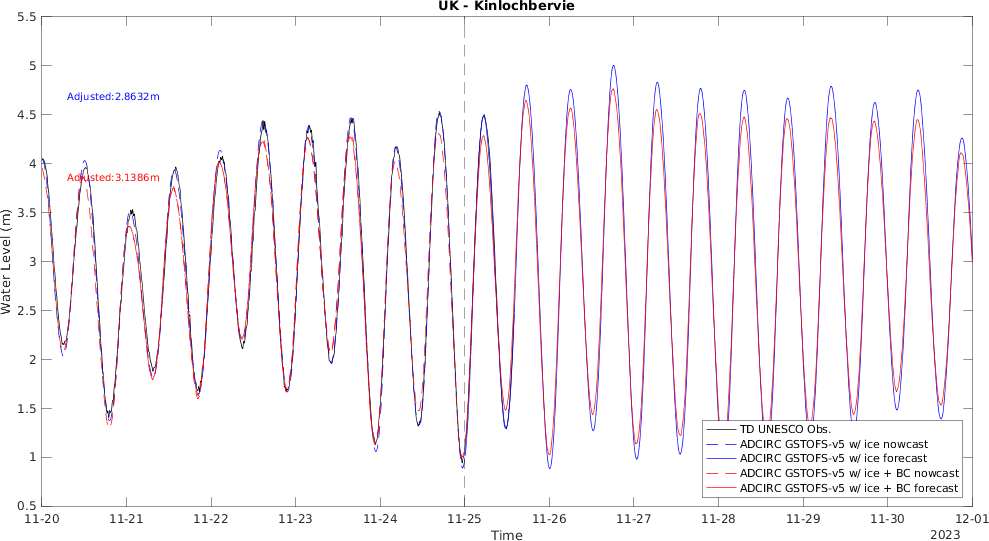 UK - Kinlochbervie
5.5
5
4.5
4
3.5
3
2.5
2
1.5
1
0.5
Water Level (m)
Adjusted:2.8632m
Adjusted:3.1386m
TD UNESCO Obs.
ADCIRC GSTOFS-v5 w/ ice nowcast
ADCIRC GSTOFS-v5 w/ ice forecast
ADCIRC GSTOFS-v5 w/ ice + BC nowcast
ADCIRC GSTOFS-v5 w/ ice + BC forecast
11-20 11-21 11-22 11-23 11-24 11-25 11-26 11-27 11-28 11-29 11-30 12-01
Time
2023